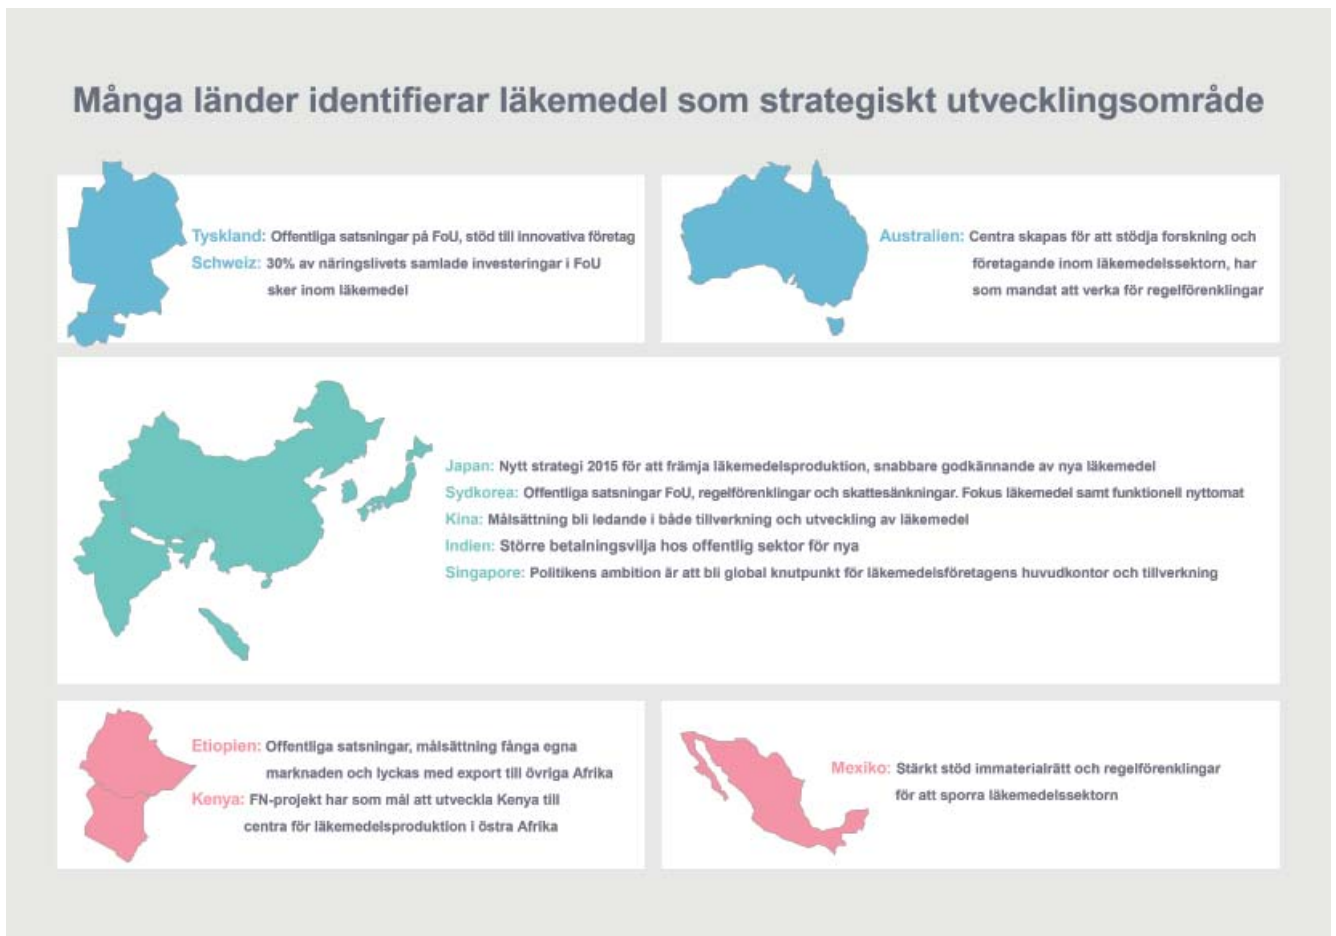 Många länder identifierar läkemedel som strategiskt utvecklingsområde
Tyskland: Offentliga satsningar på FoU, stöd till innovativa företag
Schweiz: 30% av näringslivets samlade investeringar i FoU
sker inom läkemedel
Australien: Centra skapas för att stödja forskning och
företagande inom läkemedelssektorn, har
som mandat att verka för regelförenklingar
Japan: Nytt strategi 2015 för att främja läkemedelsproduktion, snabbare godkännande av nya läkemedel
Sydkorea: Offentliga satsningar FoU, regelförenklingar och skattesänkningar. Fokus läkemedel samt funktionell nyttomat
Kina: Målsättning bli ledande i både tillverkning och utveckling av läkemedel
Indien: Större betalningsvilja hos offentlig sektor för nya
Singapore: Politikens ambition är att bli global knutpunkt för läkemedelsföretagens huvudkontor och tillverkning
Etiopien: Offentliga satsningar, målsättning fånga egna
marknaden och lyckas med export till övriga Afrika
Kenya: FN-projekt har som mål att utveckla Kenya till
centra för läkemedelsproduktion i östra Afrika
Mexiko: Stärkt stöd immaterialrätt och regelförenklingar
för att sporra läkemedelssektorn